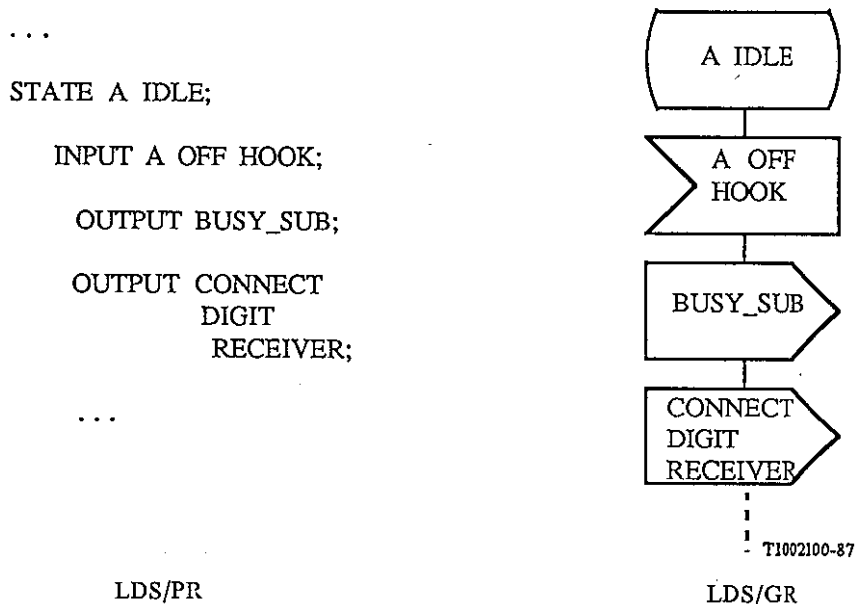 ...
STATE A IDLE;
INPUT A OFF HOOK;
OUTPUT BUSY_SUB;
OUTPUT CONNECT
DIGIT
RECEIVER;
...
LDS/PR
A IDLE
A OFF
HOOK
BUSY_SUB
CONNECT
DIGIT
RECEIVER
T1002100-87
LDS/GR